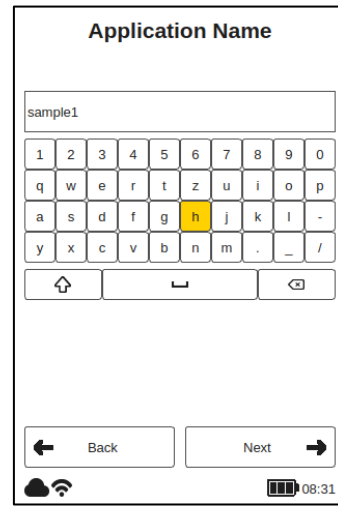 Application Name
sample1
1 2 3 4 5 6 7 8 9 0
q w e r t z u i o p
a s d f g h j k l -
y x c v b n m . _ /
Back Next
08:31